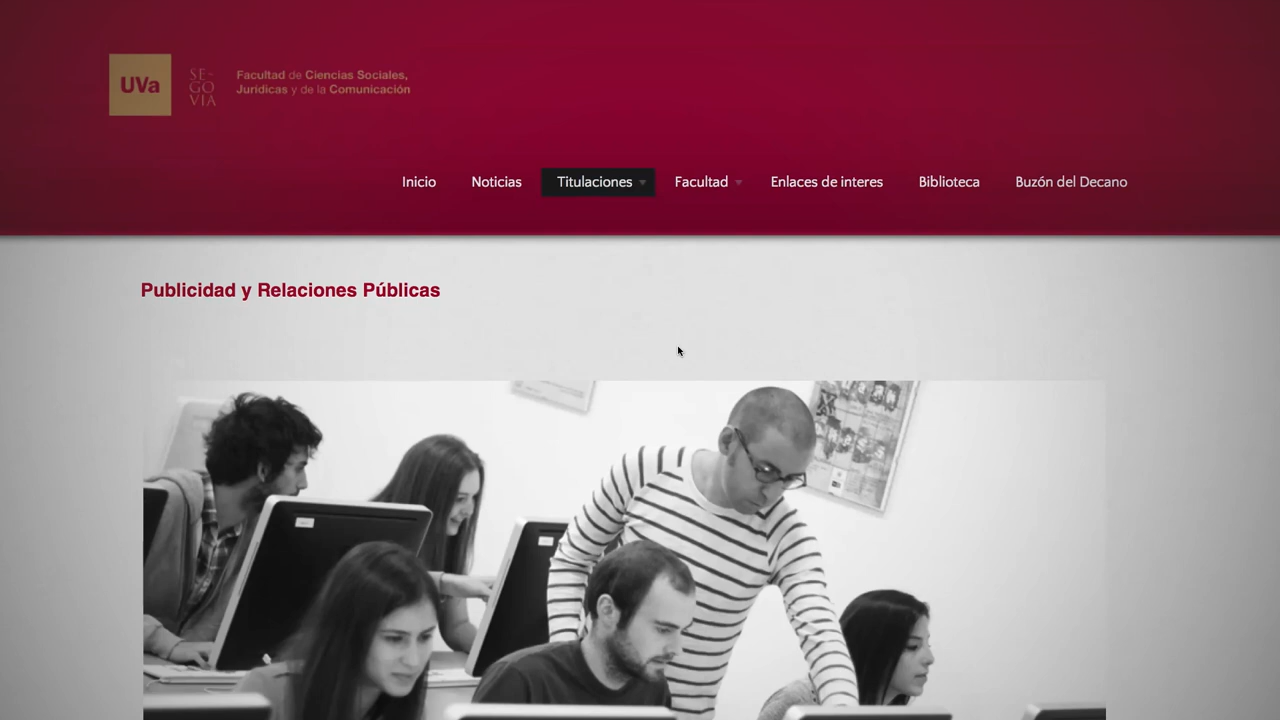 UVa
SE-
GO
VIA
Facultad de Ciencias Sociales,
Jurídicas y de la Comunicación
Inicio
Noticias
Titulaciones
Facultad
Enlaces de interes
Biblioteca
Buzón del Decano
Publicidad y Relaciones Públicas